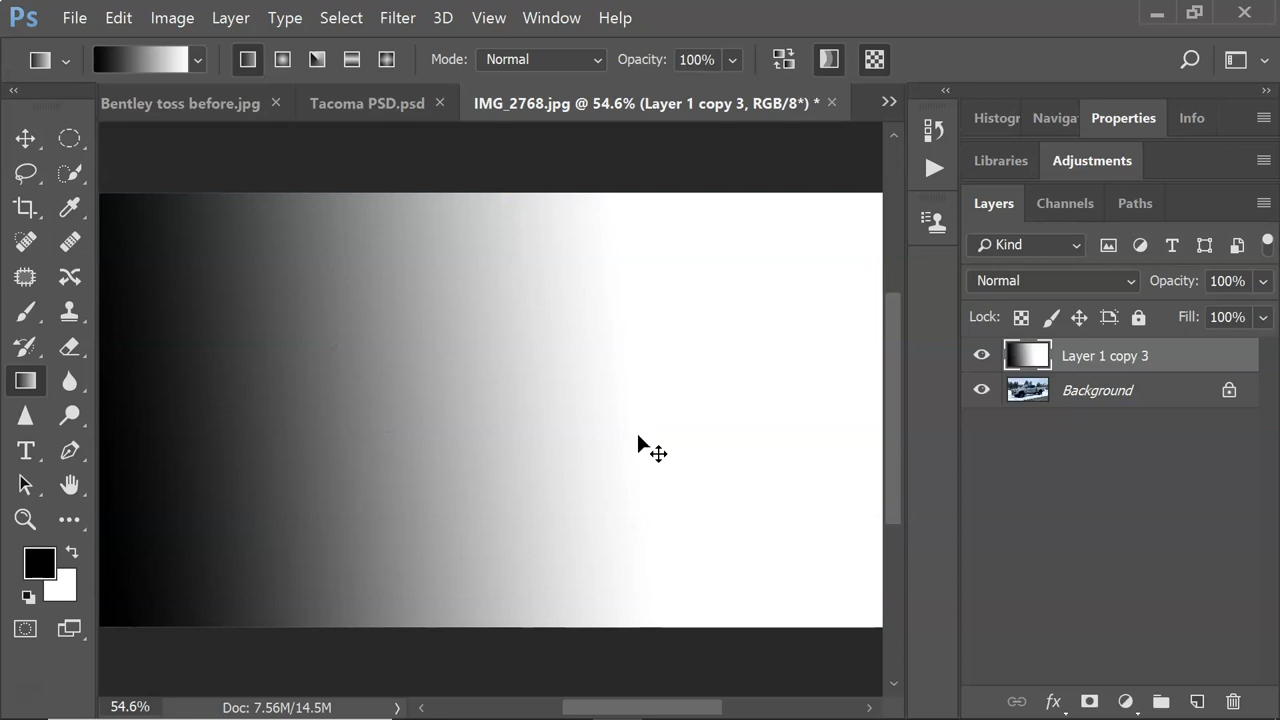 Ps File Edit Image Layer Type Select Filter 3D View Window Help
Mode: Normal Opacity: 100%
Bentley toss before.jpg Tacoma PSD.psd IMG_2768.jpg @ 54.6% (Layer 1 copy 3, RGB/8*) *
Histogr Naviga Properties Info
Libraries Adjustments
Layers Channels Paths
Kind
Normal Opacity: 100%
Lock: Fill: 100%
Layer 1 copy 3
Background
54.6% Doc: 7.56M/14.5M